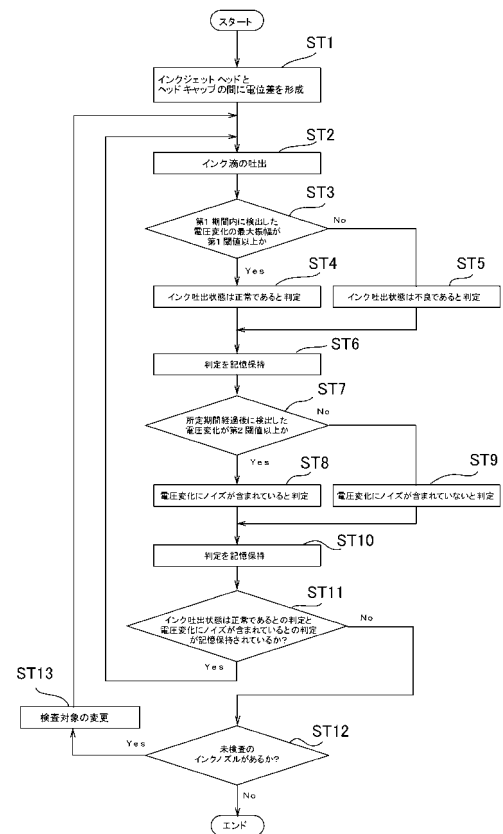 スタート
ST1
インクジェットヘッドと
ヘッドキャップの間に電位差を形成
ST2
インク滴の吐出
ST3
第1期間内に検出した
電圧変化の最大振幅が
第1閾値以上か
No
Yes
ST4
インク吐出状態は正常であると判定
ST5
インク吐出状態は不良であると判定
ST6
判定を記憶保持
ST7
所定期間経過後に検出した
電圧変化が第2閾値以上か
No
Yes
ST8
電圧変化にノイズが含まれていると判定
ST9
電圧変化にノイズが含まれていないと判定
ST10
判定を記憶保持
ST11
インク吐出状態は正常であるとの判定と
電圧変化にノイズが含まれているとの判定
が記憶保持されているか?
No
Yes
ST13
検査対象の変更
ST12
未検査の
インクノズルがあるか?
Yes
No
エンド